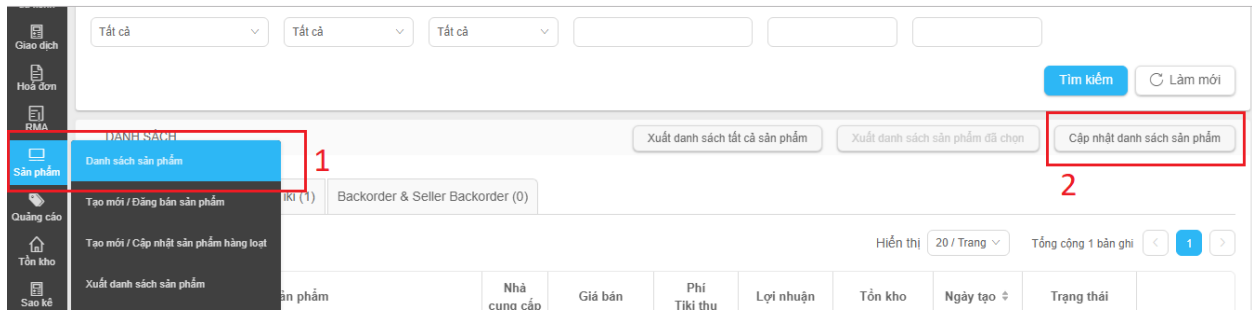 Giao dịch
Hoả đơn
RMA
Sản phẩm
Quảng cáo
Tồn kho
Sao kê
Tất cả
Tất cả
Tất cả
Tìm kiếm
Làm mới
DANH SÁCH
Xuất danh sách tất cả sản phẩm
Xuất danh sách sản phẩm đã chọn
Cập nhật danh sách sản phẩm
1
2
Danh sách sản phẩm
Tạo mới / Đăng bán sản phẩm
Tạo mới / Cập nhật sản phẩm hàng loạt
Xuất danh sách sản phẩm
(1)
Backorder & Seller Backorder (0)
Hiển thị
20 / Trang
Tổng cộng 1 bản ghi
1
phẩm
Nhà
cung cấp
Giá bán
Phí
Tiki thu
Lợi nhuận
Tồn kho
Ngày tạo
Trạng thái